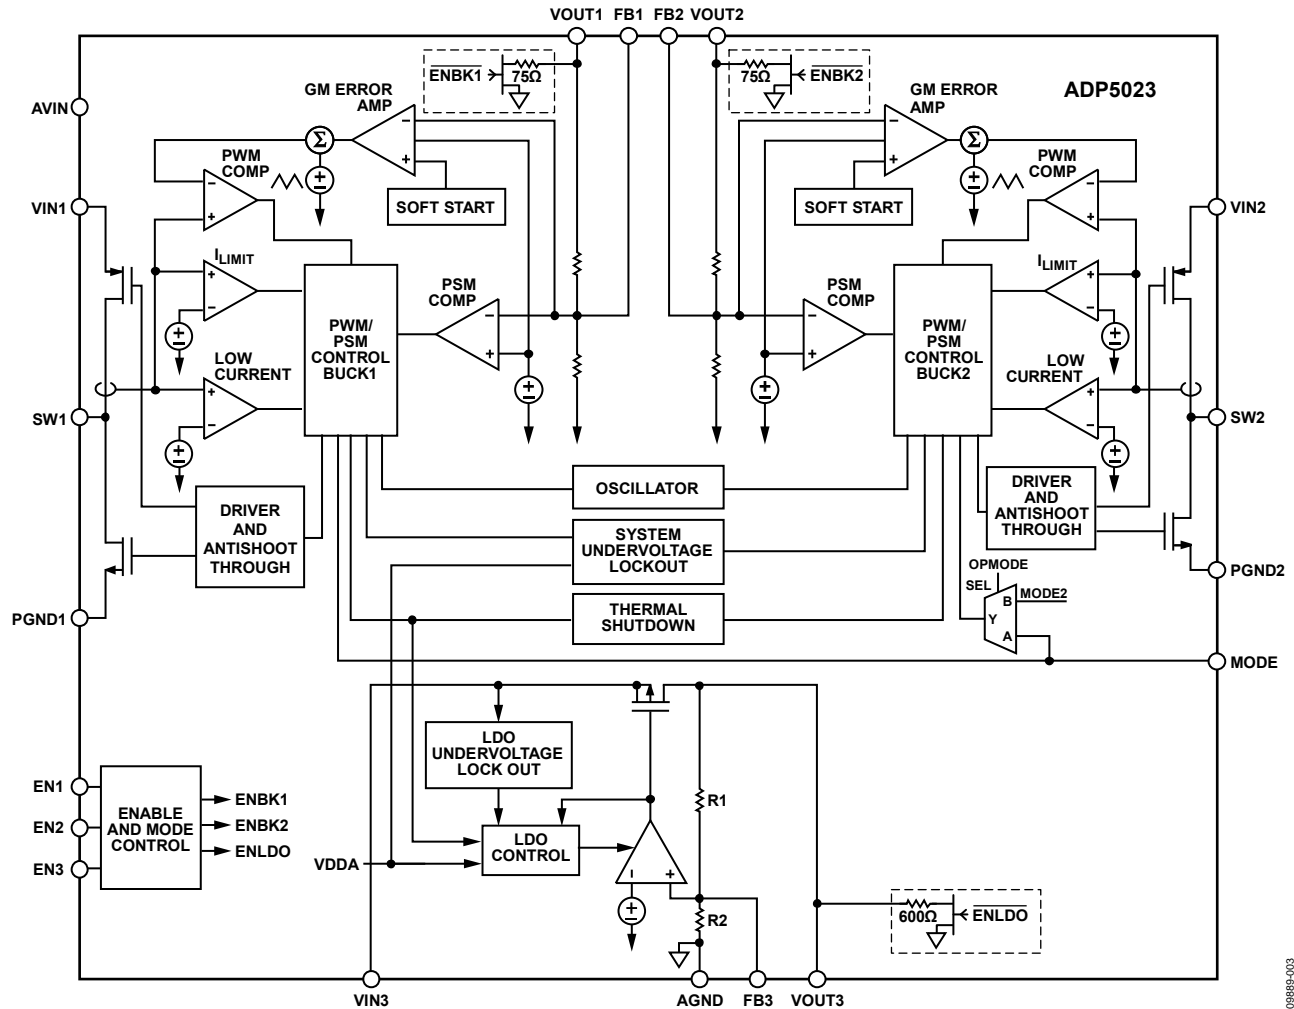 VOUT1 FB1 FB2 VOUT2
ENBK1
75Ω
75Ω
ENBK2
ADP5023
AVIN
GM ERROR
AMP
GM ERROR
AMP
Σ
Σ
PWM
COMP
PWM
COMP
SOFT START
SOFT START
VIN1
VIN2
ILIMIT
ILIMIT
PSM
COMP
PSM
COMP
PWM/
PSM
CONTROL
BUCK1
PWM/
PSM
CONTROL
BUCK2
LOW
CURRENT
LOW
CURRENT
SW1
SW2
OSCILLATOR
DRIVER
AND
ANTISHOOT
THROUGH
DRIVER
AND
ANTISHOOT
THROUGH
SYSTEM
UNDERVOLTAGE
LOCKOUT
OPMODE
SEL
B
MODE2
Y
A
PGND2
THERMAL
SHUTDOWN
PGND1
MODE
LDO
UNDERVOLTAGE
LOCK OUT
EN1
EN2
EN3
ENABLE
AND MODE
CONTROL
ENBK1
ENBK2
ENLDO
R1
LDO
CONTROL
VDDA
R2
600Ω
ENLDO
VIN3
AGND
FB3
VOUT3
09889-003